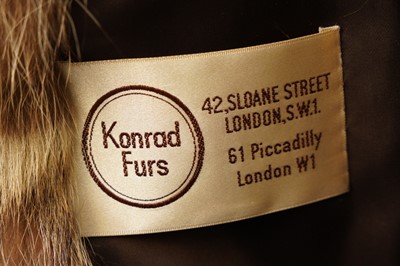 Konrad
Furs
42,SLOANE STREET
LONDON,S.W.1.
61 Piccadilly
London W1